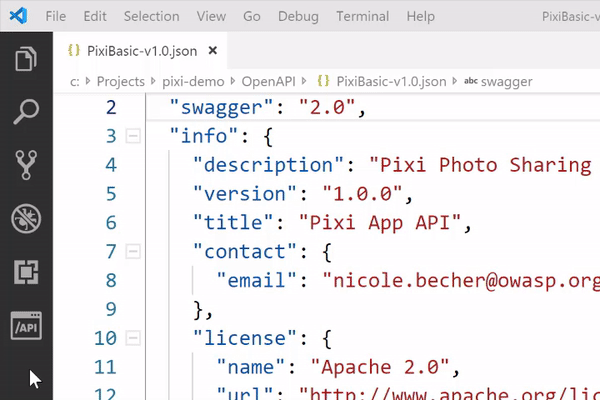 File Edit Selection View Go Debug Terminal Help PixiBasic-v1.0.js
{} PixiBasic-v1.0.json ×
c: › Projects › pixi-demo › OpenAPI › {} PixiBasic-v1.0.json › abc swagger
2 "swagger": "2.0",
3 "info": {
4 "description": "Pixi Photo Sharing
5 "version": "1.0.0",
6 "title": "Pixi App API",
7 "contact": {
8 "email": "nicole.becher@owasp.org
9 },
10 "license": {
11 "name": "Apache 2.0",
12 "url": "http://www.apache.org/lic
/API